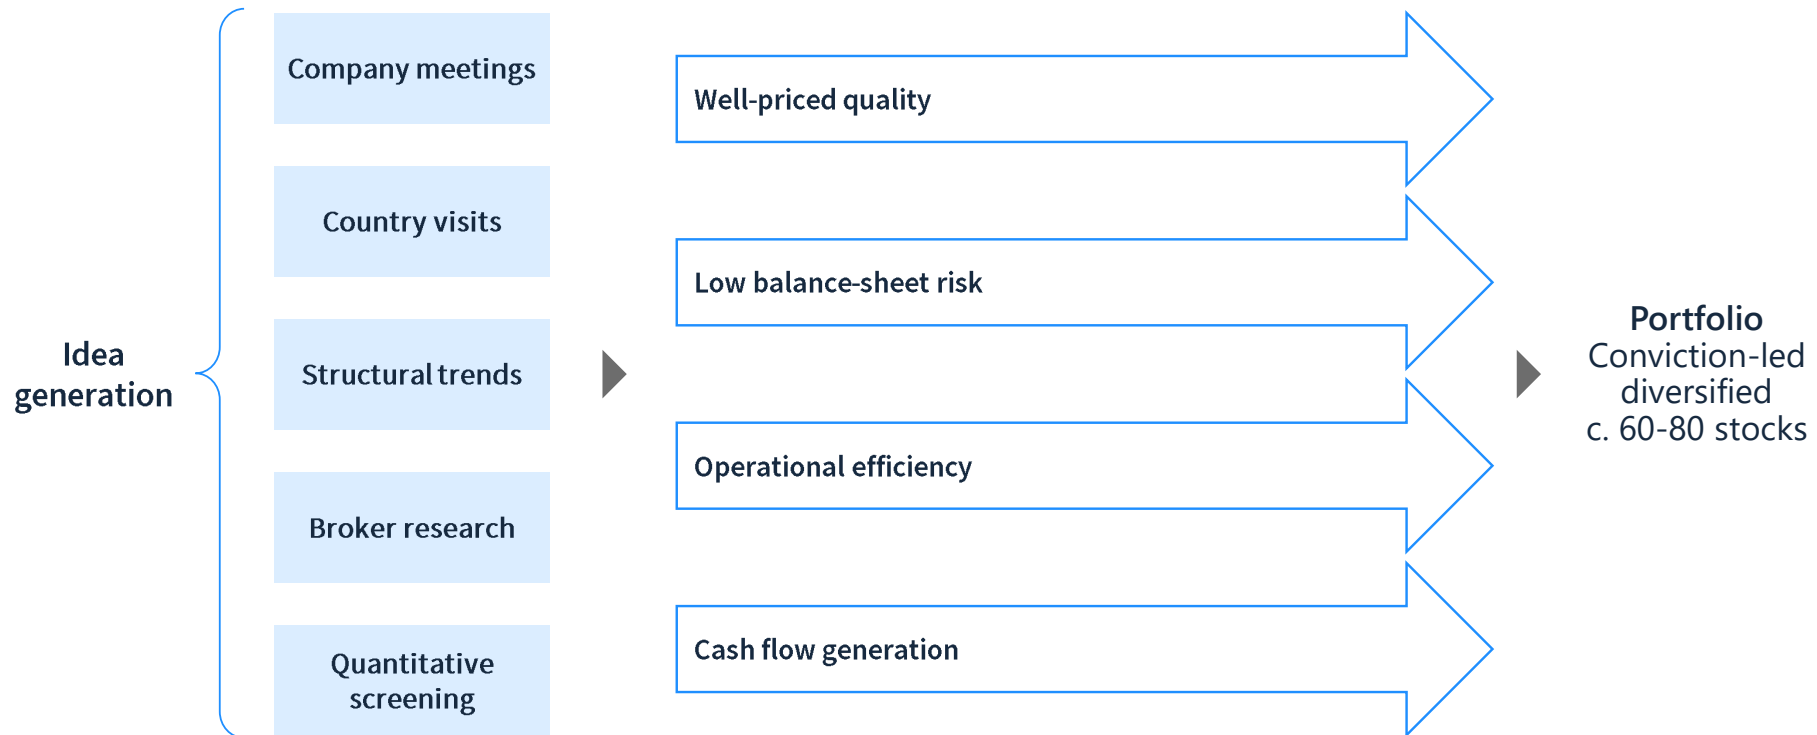 Idea
generation
Company meetings
Country visits
Structural trends
Broker research
Quantitative
screening
Well-priced quality
Low balance-sheet risk
Operational efficiency
Cash flow generation
Portfolio
Conviction-led
diversified
c. 60-80 stocks